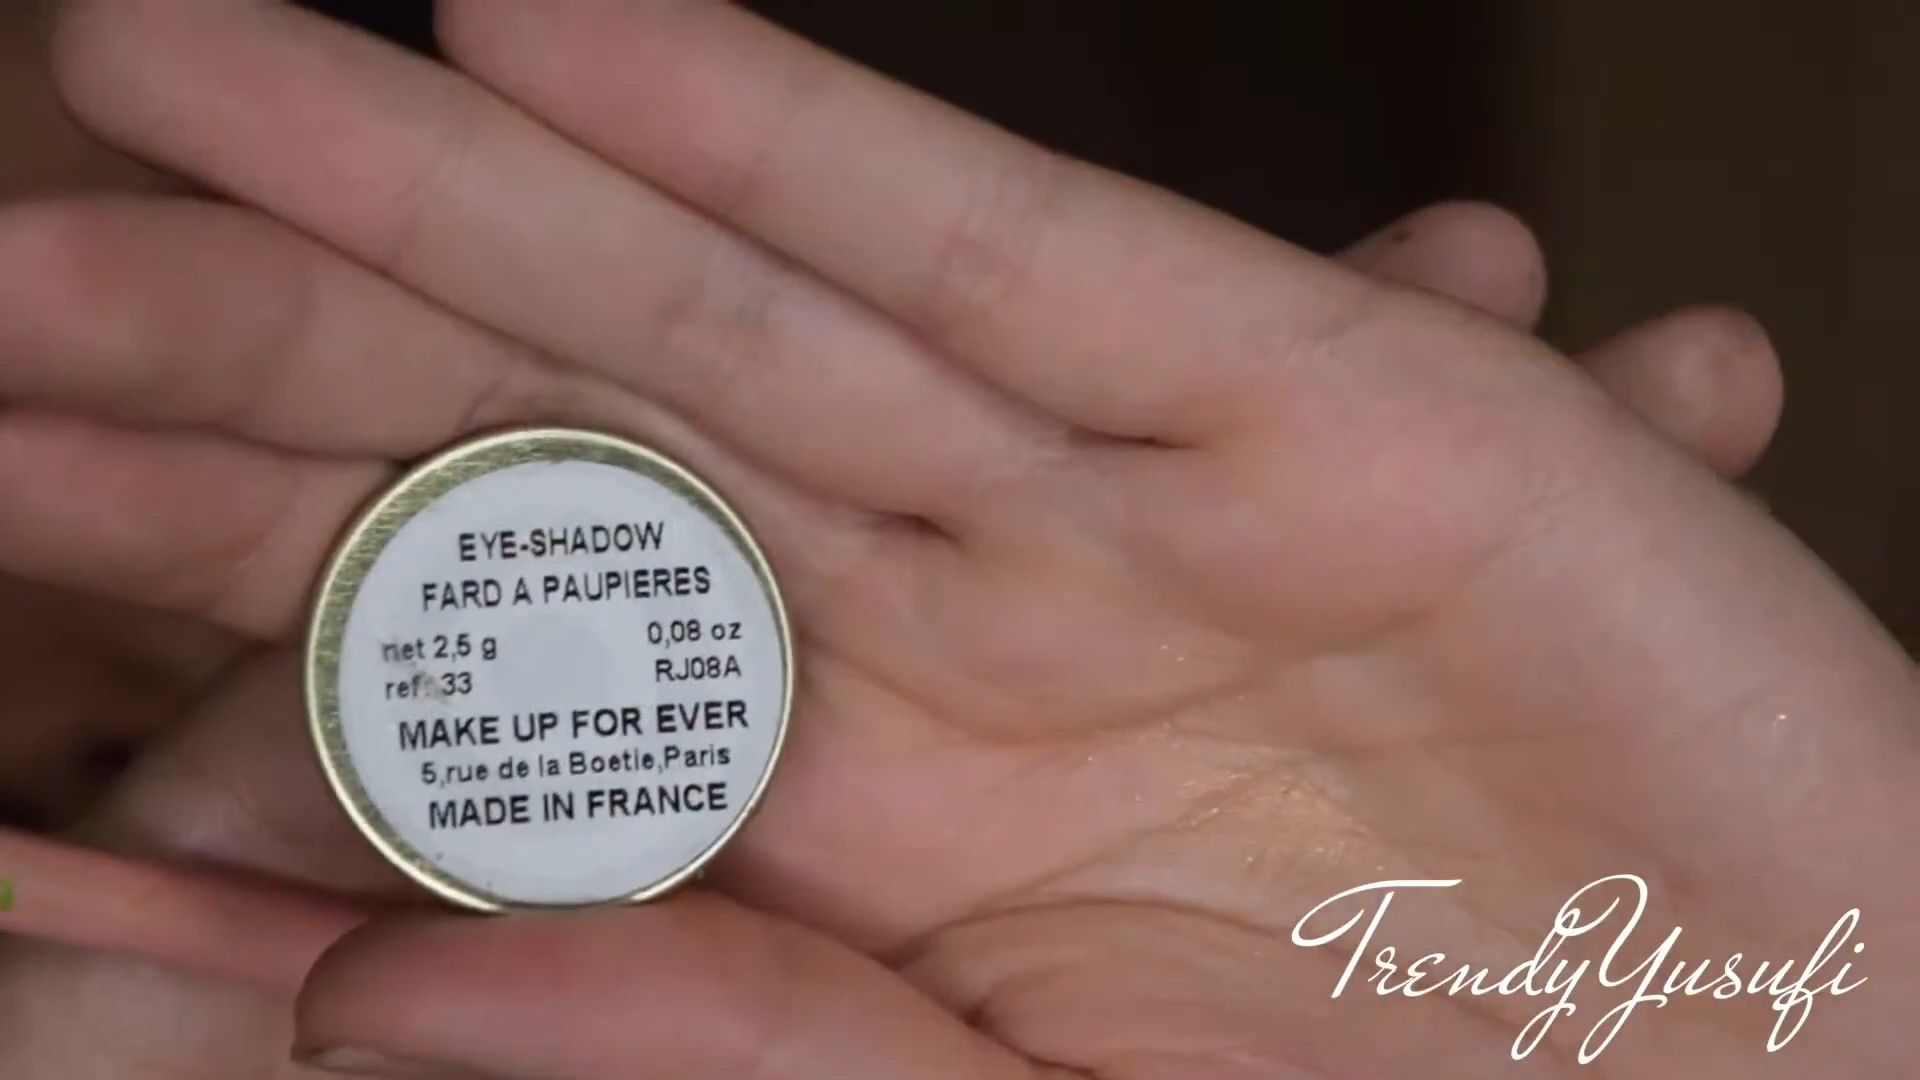 EYE-SHADOW
FARD A PAUPIERES
net 2,5 g 0,08 oz
ref: 33 RJ08A
MAKE UP FOR EVER
5,rue de la Boetie,Paris
MADE IN FRANCE
TrendyYusufi